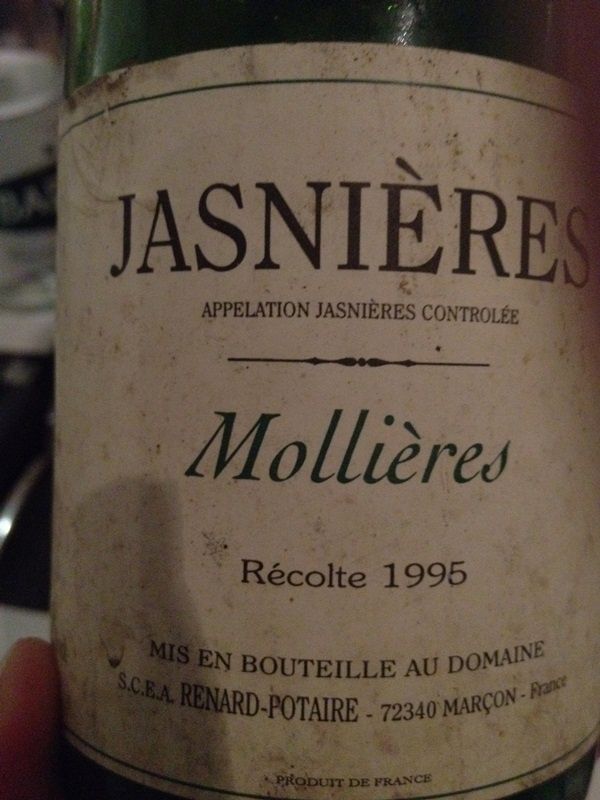 JASNIÈRES
APPELATION JASNIÈRES CONTROLÉE
Mollières
Récolte 1995
MIS EN BOUTEILLE AU DOMAINE
S.C.E.A. RENARD-POTAIRE - 72340 MARÇON - France
PRODUIT DE FRANCE